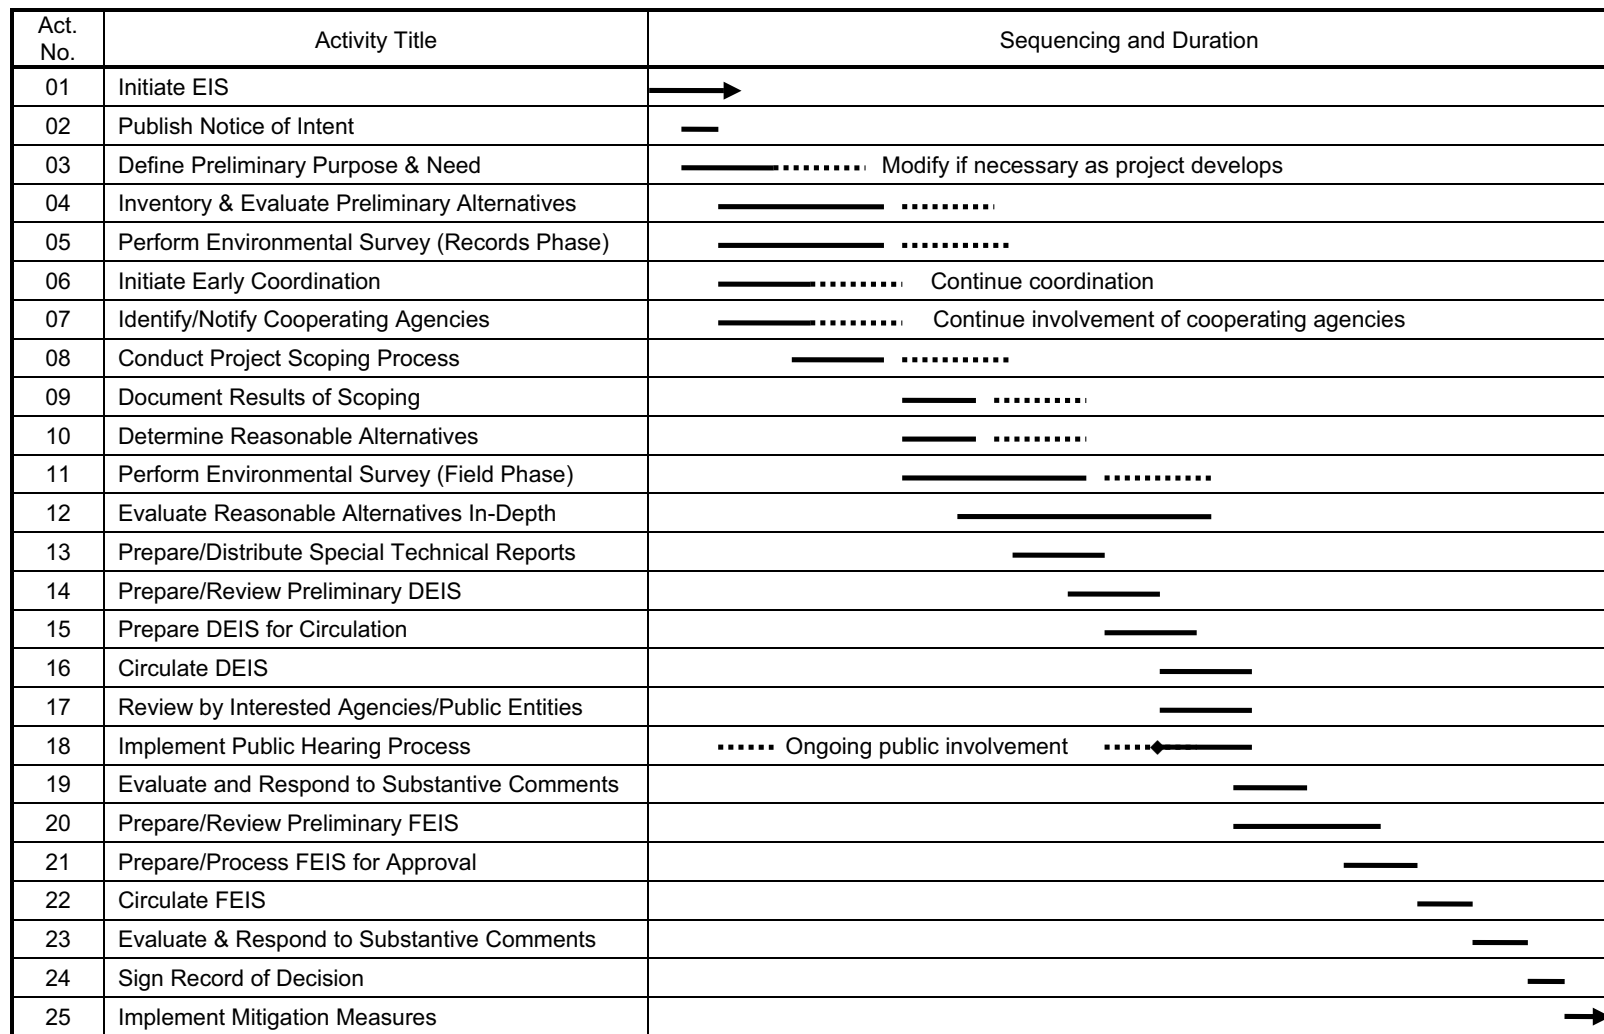 Act. No. Activity Title Sequencing and Duration
01 Initiate EIS
02 Publish Notice of Intent
03 Define Preliminary Purpose & Need Modify if necessary as project develops
04 Inventory & Evaluate Preliminary Alternatives
05 Perform Environmental Survey (Records Phase)
06 Initiate Early Coordination Continue coordination
07 Identify/Notify Cooperating Agencies Continue involvement of cooperating agencies
08 Conduct Project Scoping Process
09 Document Results of Scoping
10 Determine Reasonable Alternatives
11 Perform Environmental Survey (Field Phase)
12 Evaluate Reasonable Alternatives In-Depth
13 Prepare/Distribute Special Technical Reports
14 Prepare/Review Preliminary DEIS
15 Prepare DEIS for Circulation
16 Circulate DEIS
17 Review by Interested Agencies/Public Entities
18 Implement Public Hearing Process Ongoing public involvement
19 Evaluate and Respond to Substantive Comments
20 Prepare/Review Preliminary FEIS
21 Prepare/Process FEIS for Approval
22 Circulate FEIS
23 Evaluate & Respond to Substantive Comments
24 Sign Record of Decision
25 Implement Mitigation Measures